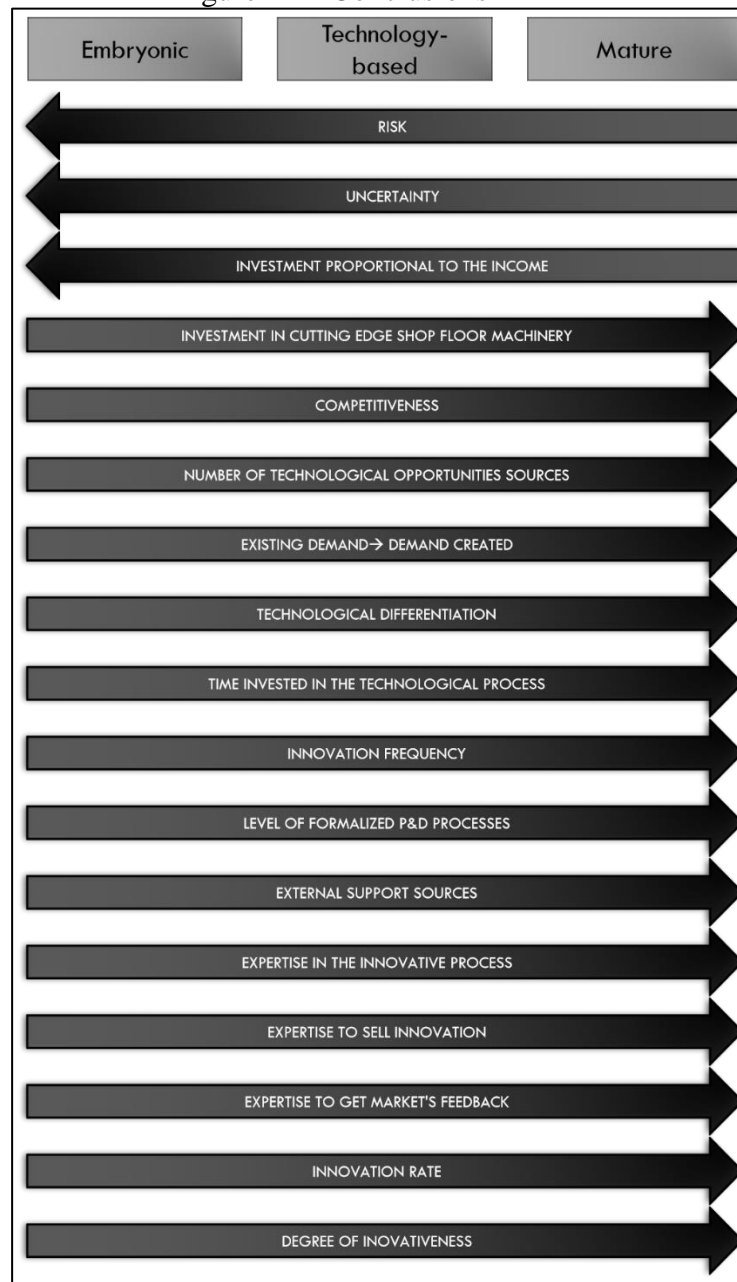 Embryonic
Technology-
based
Mature
RISK
UNCERTAINTY
INVESTMENT PROPORTIONAL TO THE INCOME
INVESTMENT IN CUTTING EDGE SHOP FLOOR MACHINERY
COMPETITIVENESS
NUMBER OF TECHNOLOGICAL OPPORTUNITIES SOURCES
EXISTING DEMAND→ DEMAND CREATED
TECHNOLOGICAL DIFFERENTIATION
TIME INVESTED IN THE TECHNOLOGICAL PROCESS
INNOVATION FREQUENCY
LEVEL OF FORMALIZED P&D PROCESSES
EXTERNAL SUPPORT SOURCES
EXPERTISE IN THE INNOVATIVE PROCESS
EXPERTISE TO SELL INNOVATION
EXPERTISE TO GET MARKET'S FEEDBACK
INNOVATION RATE
DEGREE OF INOVATIVENESS